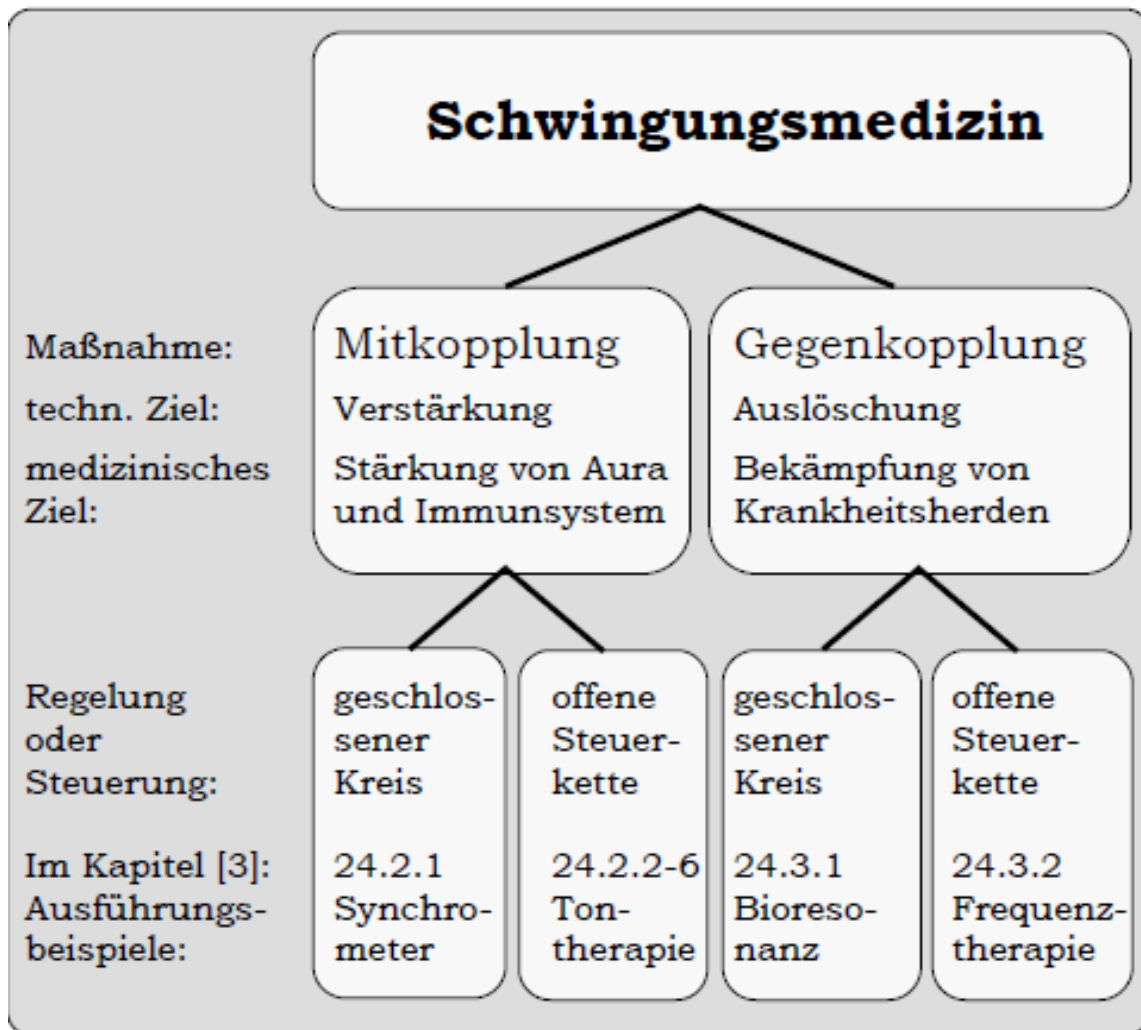 Schwingungsmedizin
Maßnahme: Mitkopplung Gegenkopplung
techn. Ziel: Verstärkung Auslöschung
medizinisches Stärkung von Aura Bekämpfung von
Ziel: und Immunsystem Krankheitsherden
Regelung geschlos- offene geschlos- offene
oder sener Steuer- sener Steuer-
Steuerung: Kreis kette Kreis kette
Im Kapitel [3]: 24.2.1 24.2.2-6 24.3.1 24.3.2
Ausführungs- Synchro- Ton- Bioreso- Frequenz-
beispiele: meter therapie nanz therapie